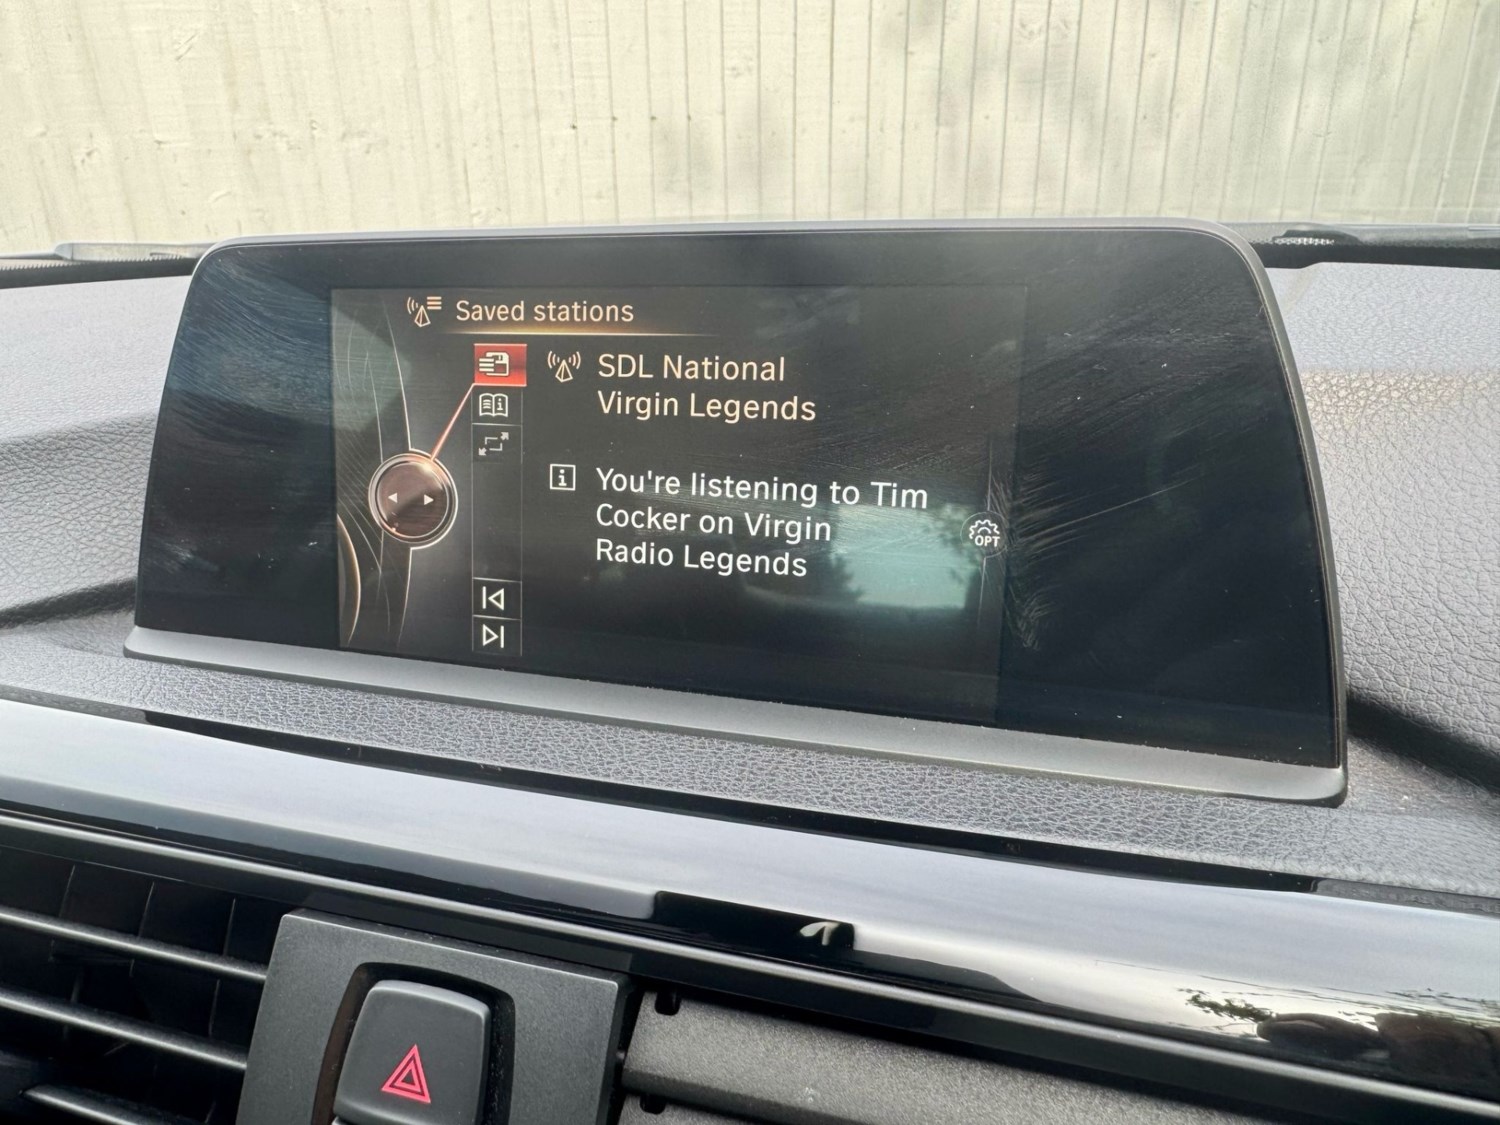 Saved stations
SDL National
Virgin Legends
You're listening to Tim
Cocker on Virgin
Radio Legends
OPT